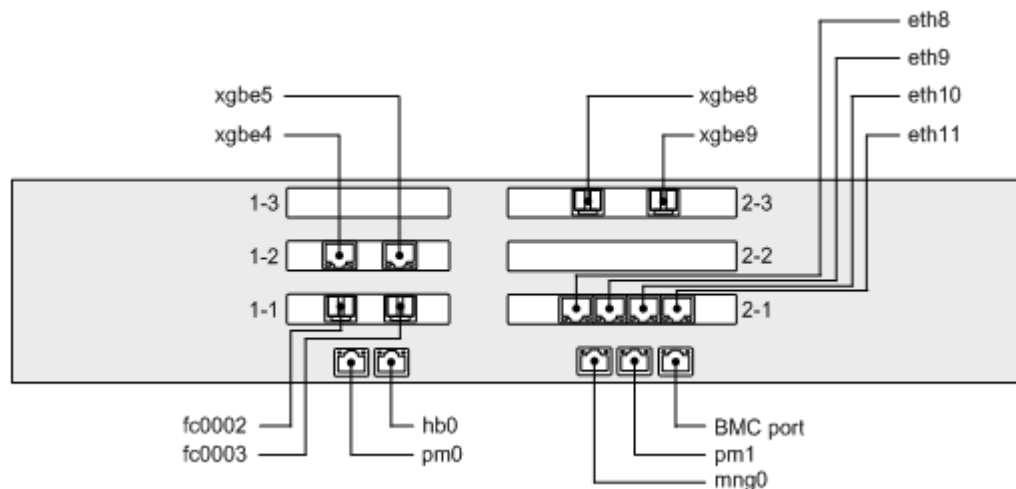 eth8
eth9
xgbe5
xgbe8
eth10
xgbe4
xgbe9
eth11
1-3
2-3
1-2
2-2
1-1
2-1
fc0002
hb0
BMC port
fc0003
pm0
pm1
mng0